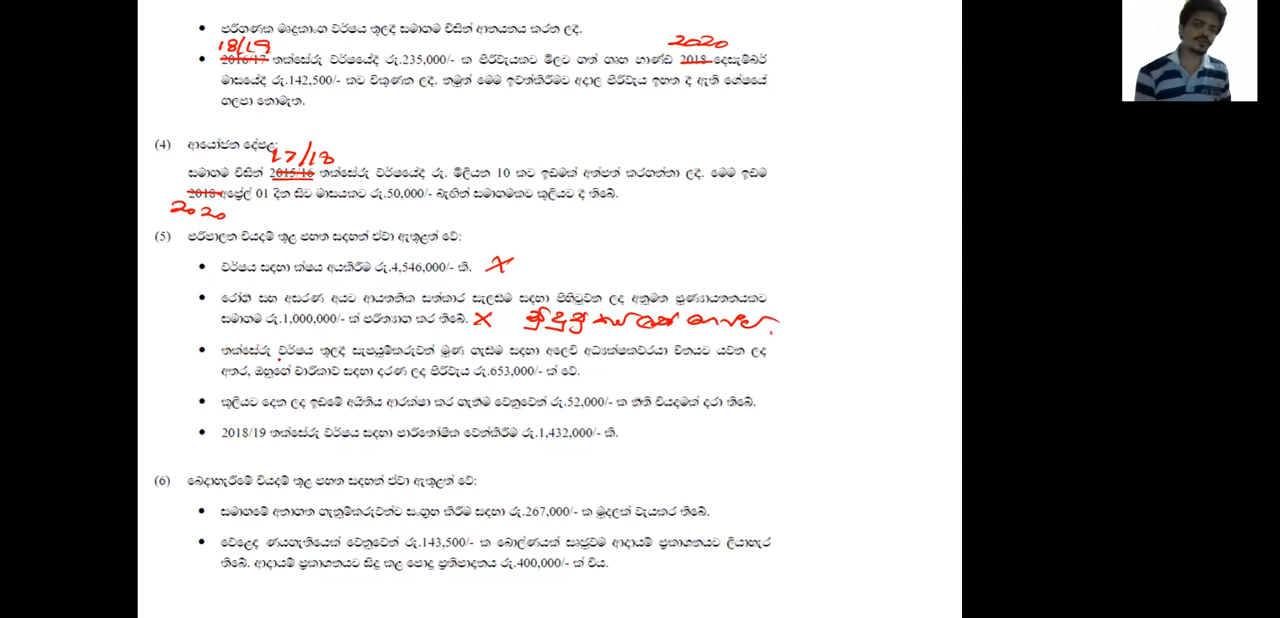 • පරිගණක මෘදුකාංග වර්ෂය තුලදී සමාගම විසින් ආනයනය කරන ලදී.
18/19 2020
• 2016/17 තක්සේරු වර්ෂයේදී රු.235,000/- ක පිරිවැයකට මිලට ගත් ගෘහ භාණ්ඩ 2018 දෙසැම්බර්
මාසයේදී රු.142,500/- කට විකුණන ලදී. නමුත් මෙම ඉවත්කිරීමට අදාල පිරිවැය ඉහත දී ඇති ශේෂයේ
ගලපා නොමැත.
(4) ආයෝජන දේපළ:
17/18
සමාගම විසින් 2015/16 තක්සේරු වර්ෂයේදී රු. මිලියන 10 කට ඉඩමක් අත්පත් කරගන්නා ලදී. මෙම ඉඩම
2018 අප්‍රේල් 01 දින සිට මාසයකට රු.50,000/- බැගින් සමාගමකට කුලියට දී තිබේ.
2020
(5) පරිපාලන වියදම් තුළ පහත සඳහන් ඒවා ඇතුළත් වේ:
• වර්ෂය සඳහා ක්ෂය අයකිරීම රු.4,546,000/- කි. X
• රෝගී සහ අසරණ අයට ආයතනික සත්කාර සැලසීම සඳහා පිහිටුවන ලද අනුමත පුණ්‍යායතනයකට
සමාගම රු.1,000,000/- ක් පරිත්‍යාග කර තිබේ. X
• තක්සේරු වර්ෂය තුලදී සැපයුම්කරුවන් මුණ ගැසීම සඳහා අලෙවි අධ්‍යක්ෂකවරයා චීනයට යවන ලද
අතර, ඔහුගේ චාරිකාව සඳහා දරණ ලද පිරිවැය රු.653,000/- ක් වේ.
• කුලියට දෙන ලද ඉඩමේ අයිතිය ආරක්ෂා කර ගැනීම වෙනුවෙන් රු.52,000/- ක නීති වියදමක් දරා තිබේ.
• 2018/19 තක්සේරු වර්ෂය සඳහා පාරිතෝෂික වෙන්කිරීම රු.1,432,000/- කි.
(6) බෙදාහැරීමේ වියදම් තුළ පහත සඳහන් ඒවා ඇතුළත් වේ:
• සමාගමේ අනාගත ගැනුම්කරුවන්ට සංග්‍රහ කිරීම සඳහා රු.267,000/- ක මුදලක් වැයකර තිබේ.
• වෙළෙඳ ණයගැතියෙක් වෙනුවෙන් රු.143,500/- ක බොල්ණයක් සෘජුවම ආදායම් ප්‍රකාශනයට ලියාහැර
තිබේ. ආදායම් ප්‍රකාශනයට සිදු කළ පොදු ප්‍රතිපාදනය රු.400,000/- ක් විය.